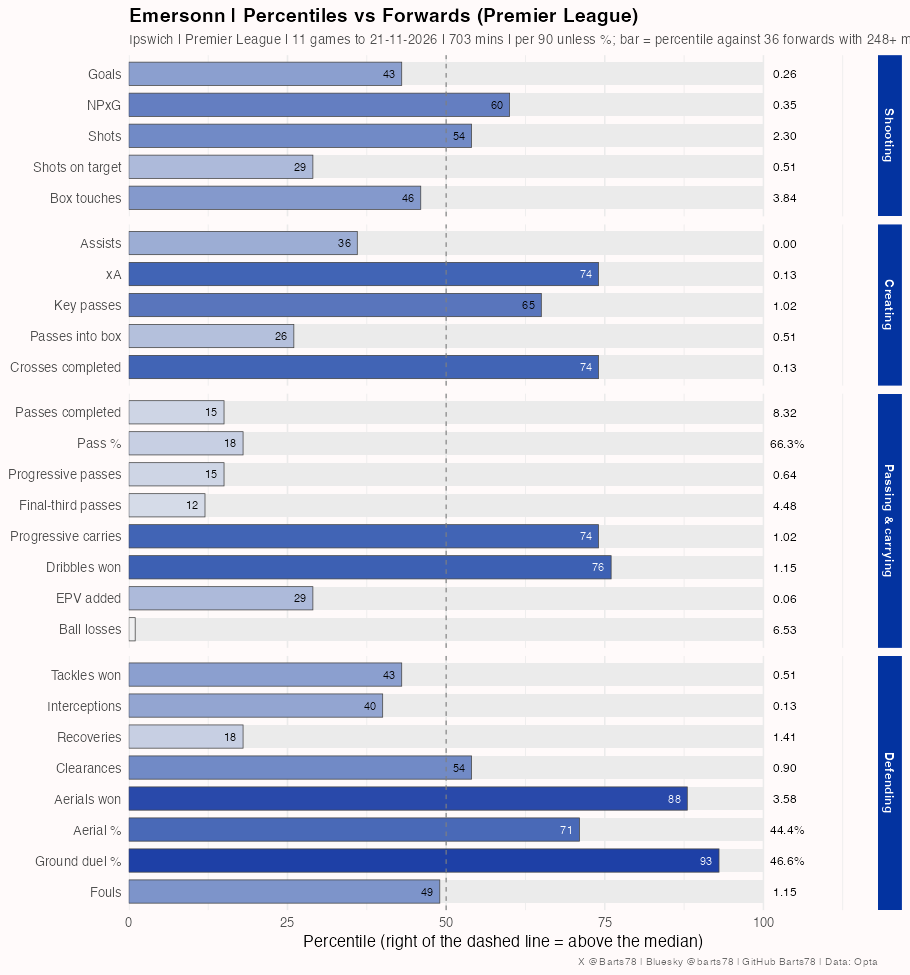 Emersonn | Percentiles vs Forwards (Premier League)
Ipswich | Premier League | 11 games to 21-11-2026 | 703 mins | per 90 unless %; bar = percentile against 36 forwards with 248+ m
Goals 43 0.26
NPxG 60 0.35
Shots 54 2.30
Shots on target 29 0.51
Box touches 46 3.84
Shooting
Assists 36 0.00
xA 74 0.13
Key passes 65 1.02
Passes into box 26 0.51
Crosses completed 74 0.13
Creating
Passes completed 15 8.32
Pass % 18 66.3%
Progressive passes 15 0.64
Final-third passes 12 4.48
Progressive carries 74 1.02
Dribbles won 76 1.15
EPV added 29 0.06
Ball losses 6.53
Passing & carrying
Tackles won 43 0.51
Interceptions 40 0.13
Recoveries 18 1.41
Clearances 54 0.90
Aerials won 88 3.58
Aerial % 71 44.4%
Ground duel % 93 46.6%
Fouls 49 1.15
Defending
0 25 50 75 100
Percentile (right of the dashed line = above the median)
X @Barts78 | Bluesky @barts78 | GitHub Barts78 | Data: Opta